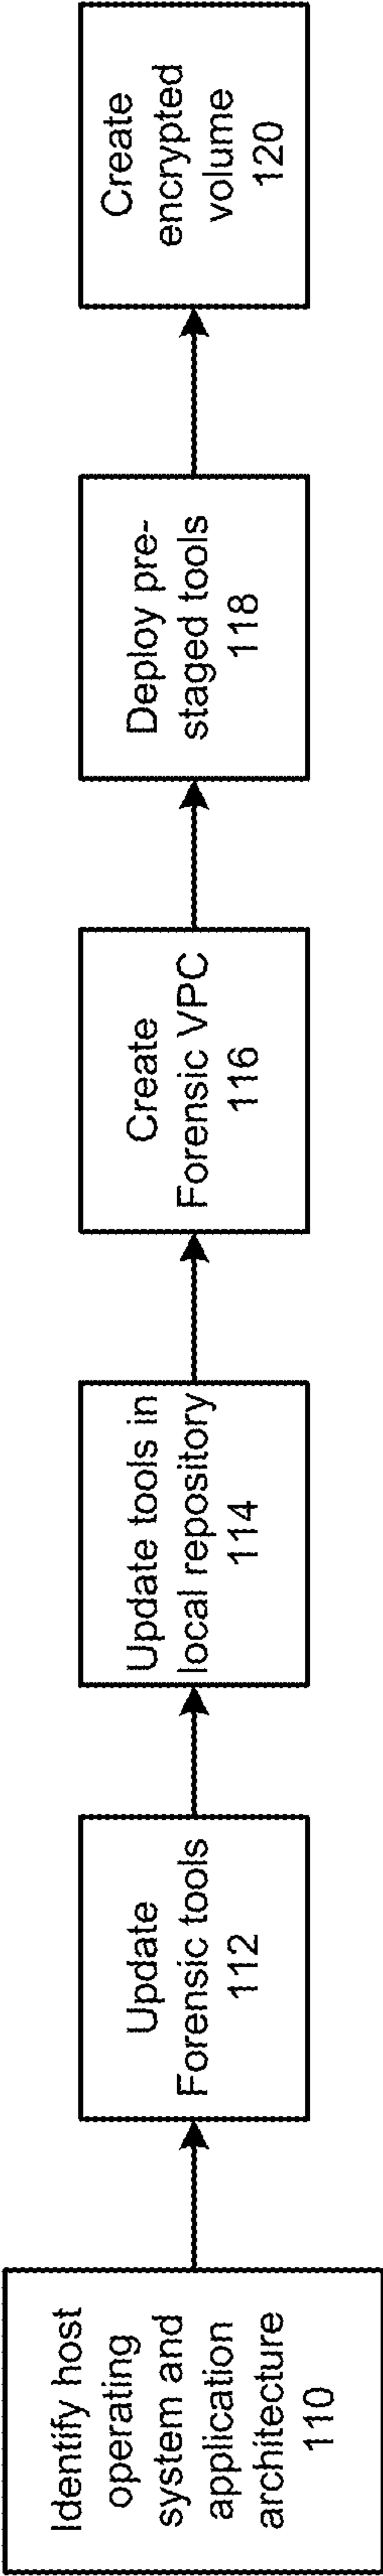 Identify host
operating
system and
application
architecture
110
Update
Forensic tools
112
Update tools in
local repository
114
Create
Forensic VPC
116
Deploy pre-
staged tools
118
Create
encrypted
volume
120